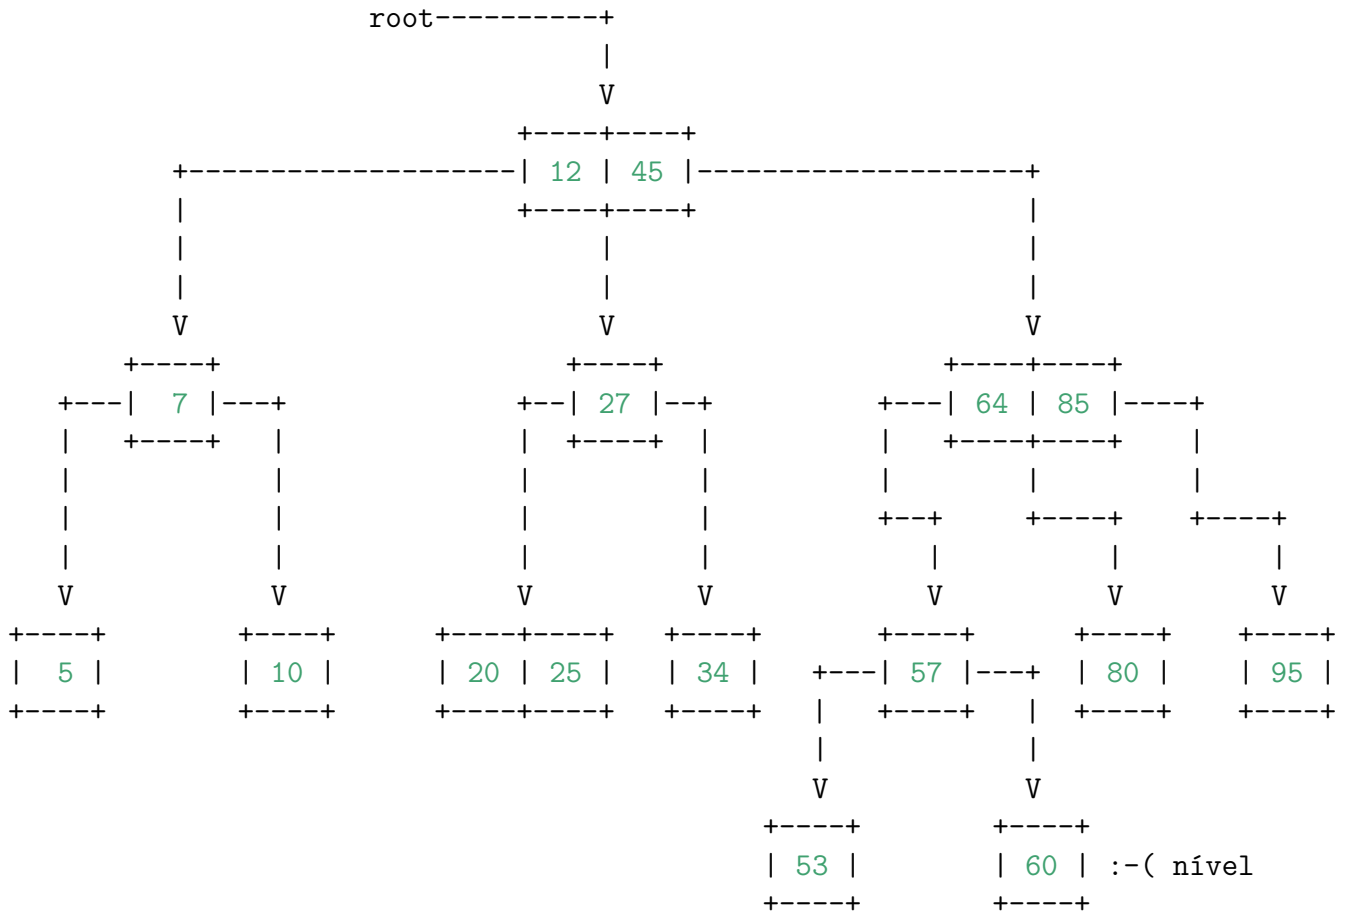 root----------+
|
V
+----+----+
+--------------------| 12 | 45 |--------------------+
| +----+----+ |
| | |
| | |
V V V
+----+ +----+ +----+----+
+---| 7 |---+ +--| 27 |--+ +---| 64 | 85 |----+
| +----+ | | +----+ | | +----+----+ |
| | | | | | |
| | | | +--+ +----+ +----+
| | | | | | |
V V V V V V V
+----+ +----+ +----+----+ +----+ +----+ +----+ +----+
| 5 | | 10 | | 20 | 25 | | 34 | +---| 57 |---+ | 80 | | 95 |
+----+ +----+ +----+----+ +----+ | +----+ | +----+ +----+
| |
V V
+----+ +----+
| 53 | | 60 | :-( nível
+----+ +----+